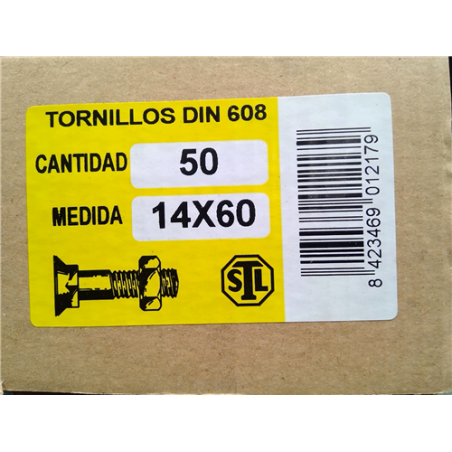 TORNILLOS DIN 608
CANTIDAD 50
MEDIDA 14X60
STL
8 423469 012179